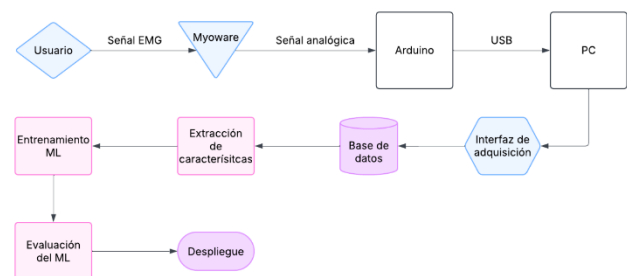 Usuario
Señal EMG
Myoware
Señal analógica
Arduino
USB
PC
Entrenamiento
ML
Extracción
de
caracterísitcas
Base de
datos
Interfaz de
adquisición
Evaluación
del ML
Despliegue